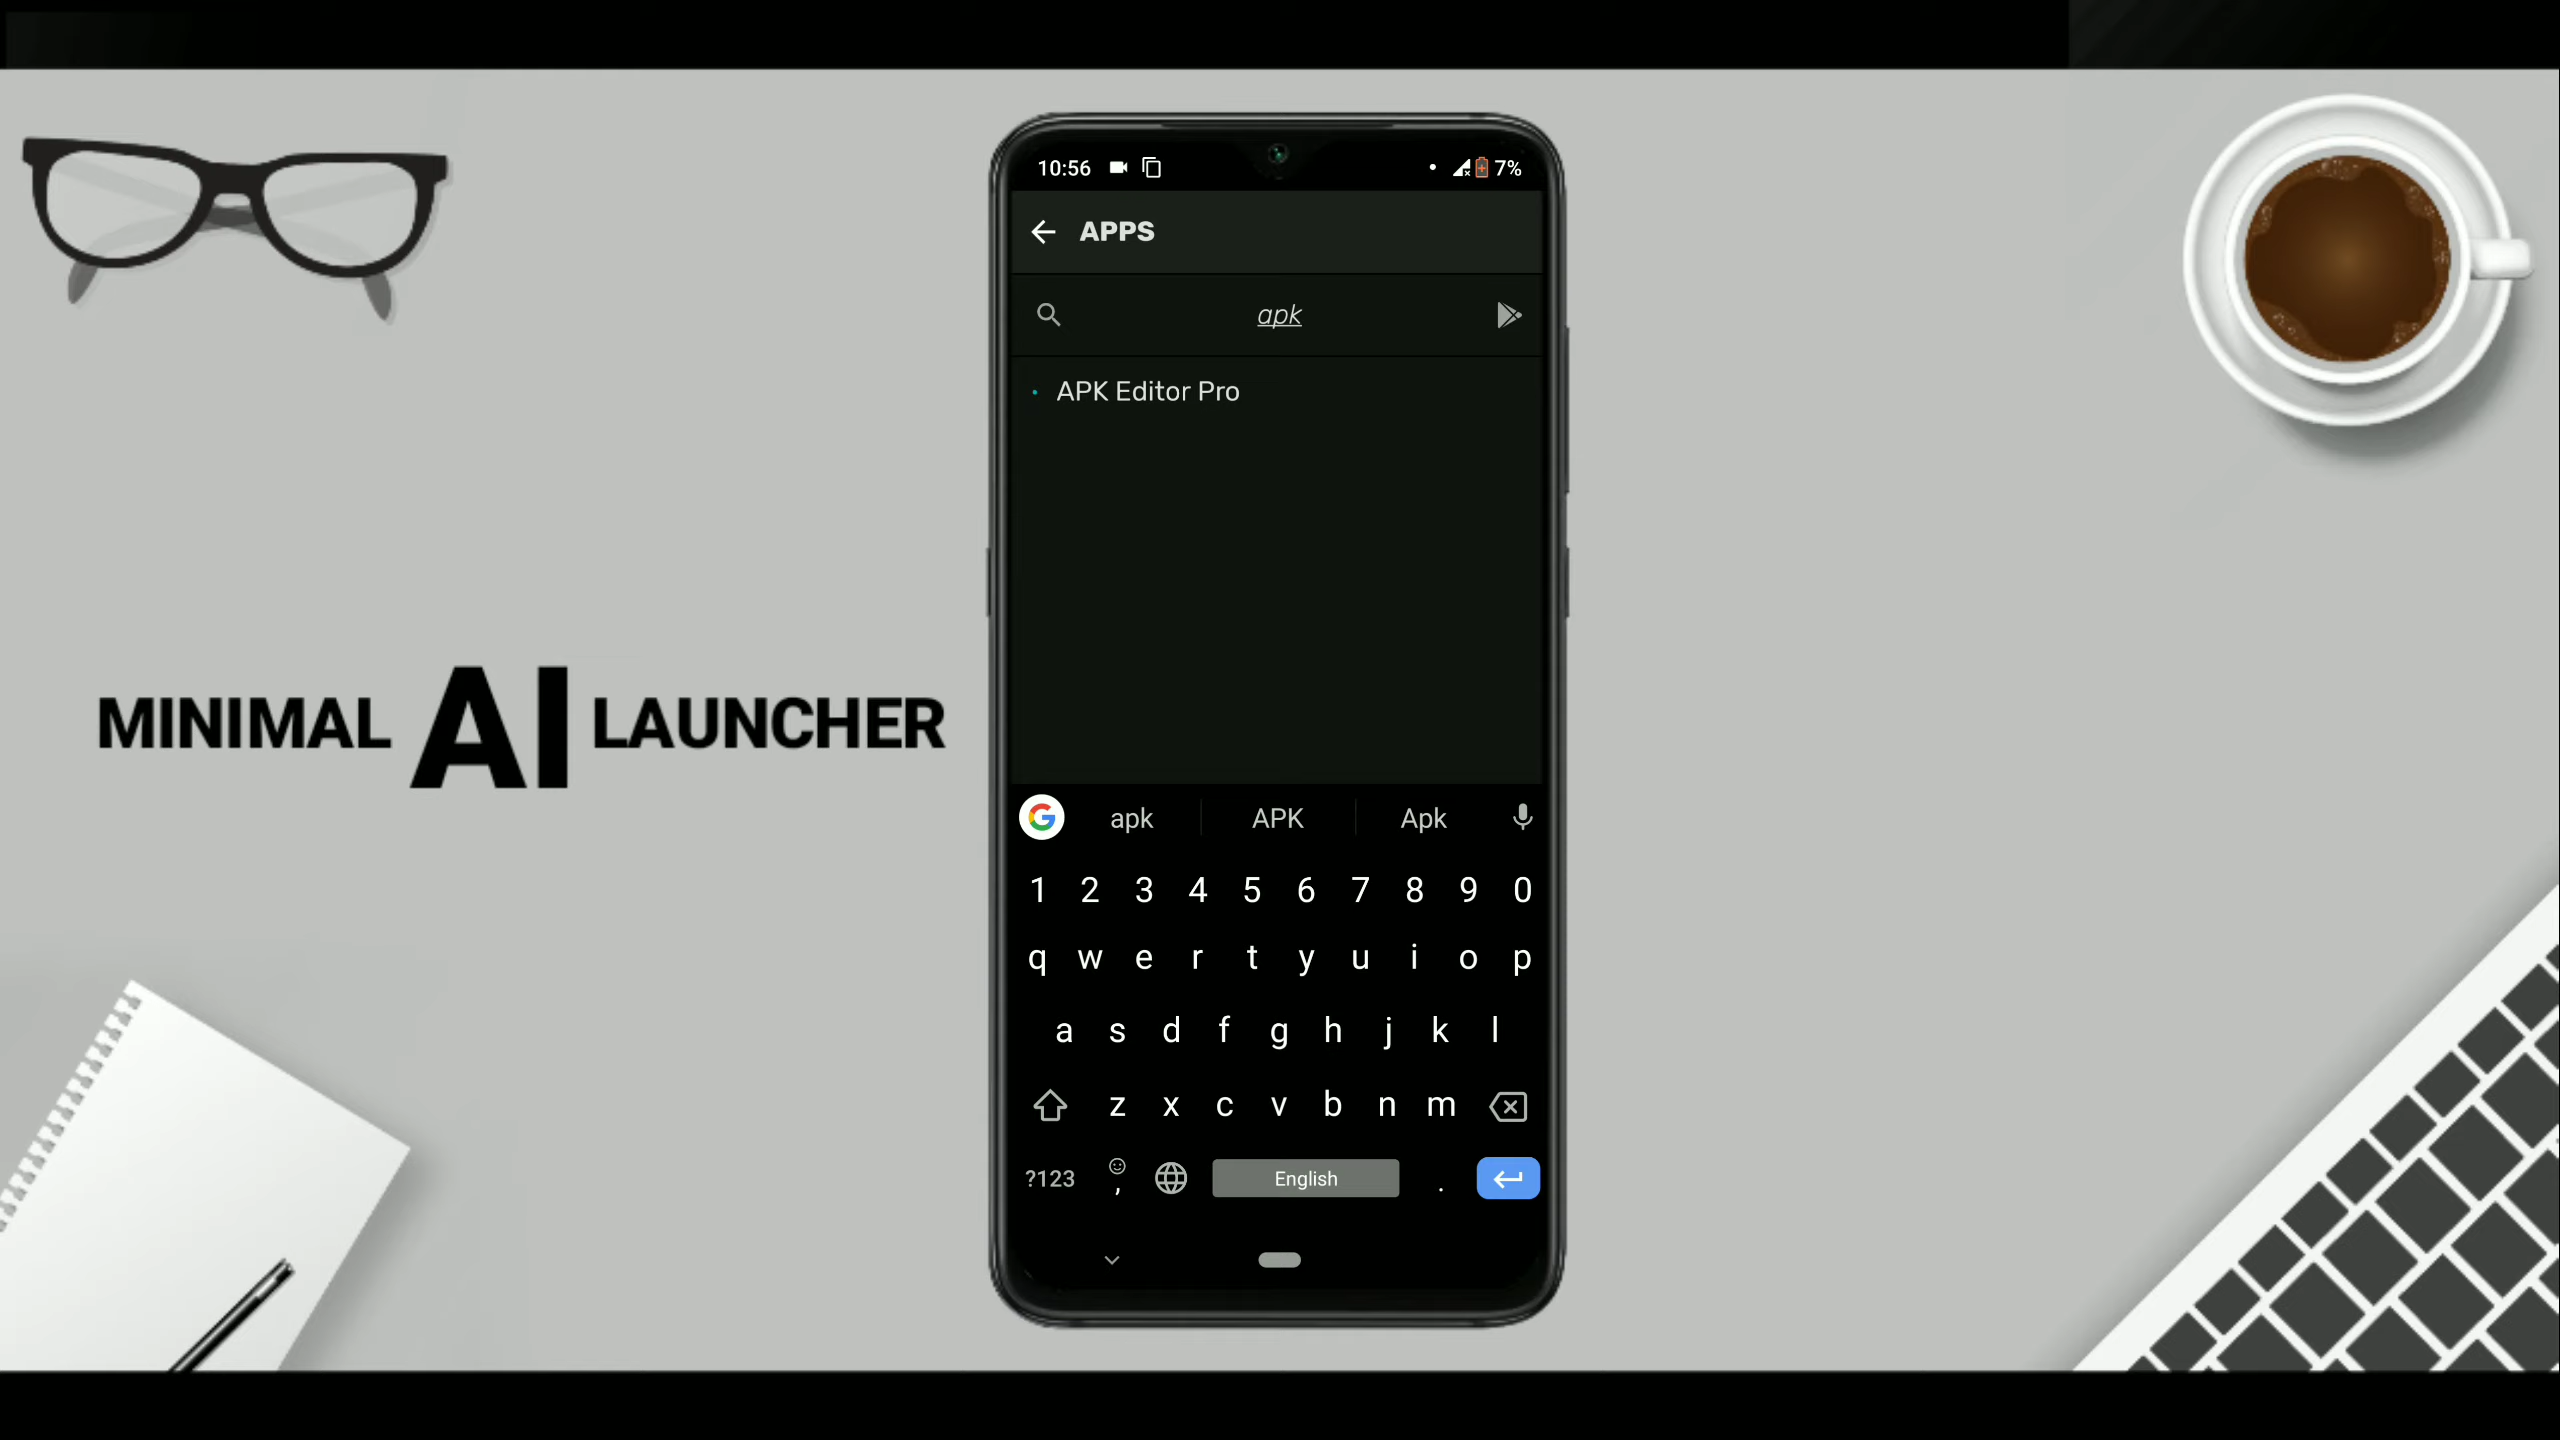 MINIMAL AI LAUNCHER
10:56 7%
APPS
apk
APK Editor Pro
apk APK Apk
1 2 3 4 5 6 7 8 9 0
q w e r t y u i o p
a s d f g h j k l
z x c v b n m
?123 , English .